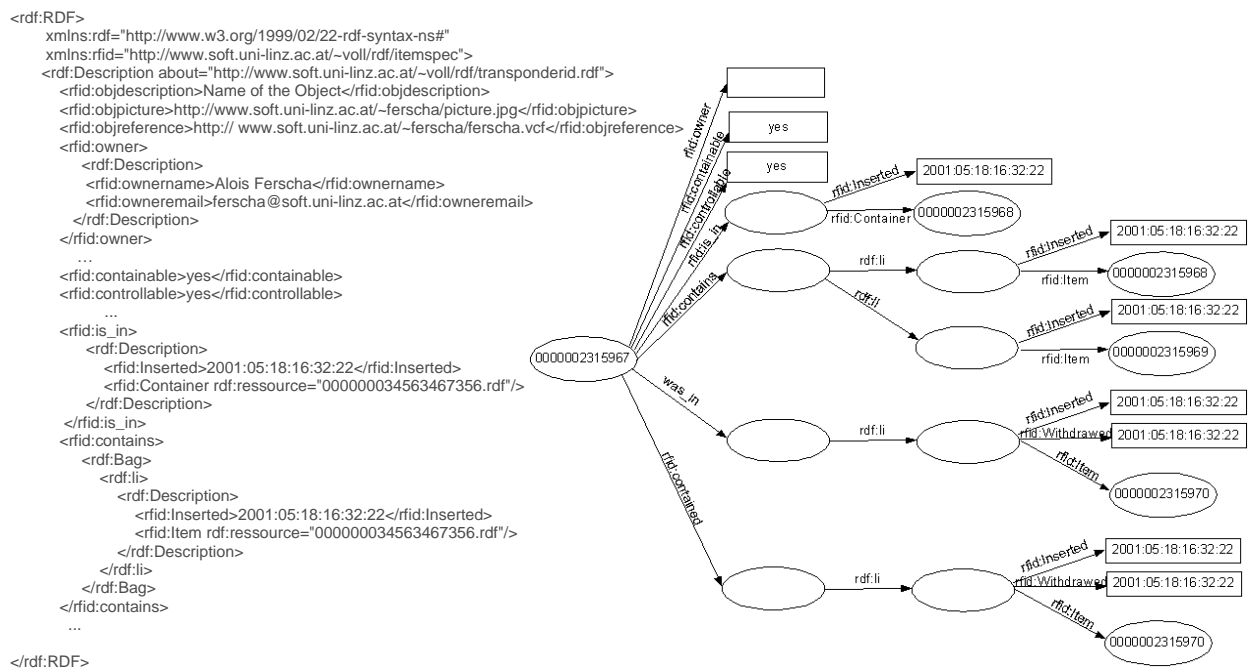 <rdf:RDF>
xmlns:rdf="http://www.w3.org/1999/02/22-rdf-syntax-ns#"
xmlns:rfid="http://www.soft.uni-linz.ac.at/~voll/rdf/itemspec">
<rdf:Description about="http://www.soft.uni-linz.ac.at/~voll/rdf/transponderid.rdf">
<rfid:objdescription>Name of the Object</rfid:objdescription>
<rfid:objpicture>http://www.soft.uni-linz.ac.at/~ferscha/picture.jpg</rfid:objpicture>
<rfid:objreference>http:// www.soft.uni-linz.ac.at/~ferscha/ferscha.vcf</rfid:objreference>
<rfid:owner>
<rdf:Description>
<rfid:ownername>Alois Ferscha</rfid:ownername>
<rfid:owneremail>ferscha@soft.uni-linz.ac.at</rfid:owneremail>
</rdf:Description>
</rfid:owner>
...
<rfid:containable>yes</rfid:containable>
<rfid:controllable>yes</rfid:controllable>
...
<rfid:is_in>
<rdf:Description>
<rfid:Inserted>2001:05:18:16:32:22</rfid:Inserted>
<rfid:Container rdf:ressource="000000034563467356.rdf"/>
</rdf:Description>
</rfid:is_in>
<rfid:contains>
<rdf:Bag>
<rdf:li>
<rdf:Description>
<rfid:Inserted>2001:05:18:16:32:22</rfid:Inserted>
<rfid:Item rdf:ressource="000000034563467356.rdf"/>
</rdf:Description>
</rdf:li>
</rdf:Bag>
</rfid:contains>
...
</rdf:RDF>
0000002315967
rfid:owner
rfid:containable
yes
rfid:controllable
yes
rfid:is_in
rfid:Inserted
2001:05:18:16:32:22
rfid:Container
0000002315968
rfid:contains
rdf:li
rfid:Inserted
2001:05:18:16:32:22
rfid:Item
0000002315968
rdf:li
rfid:Inserted
2001:05:18:16:32:22
rfid:Item
0000002315969
was_in
rdf:li
rfid:Inserted
2001:05:18:16:32:22
rfid:Withdrawed
2001:05:18:16:32:22
rfid:Item
0000002315970
rfid:contained
rdf:li
rfid:Inserted
2001:05:18:16:32:22
rfid:Withdrawed
2001:05:18:16:32:22
rfid:Item
0000002315970